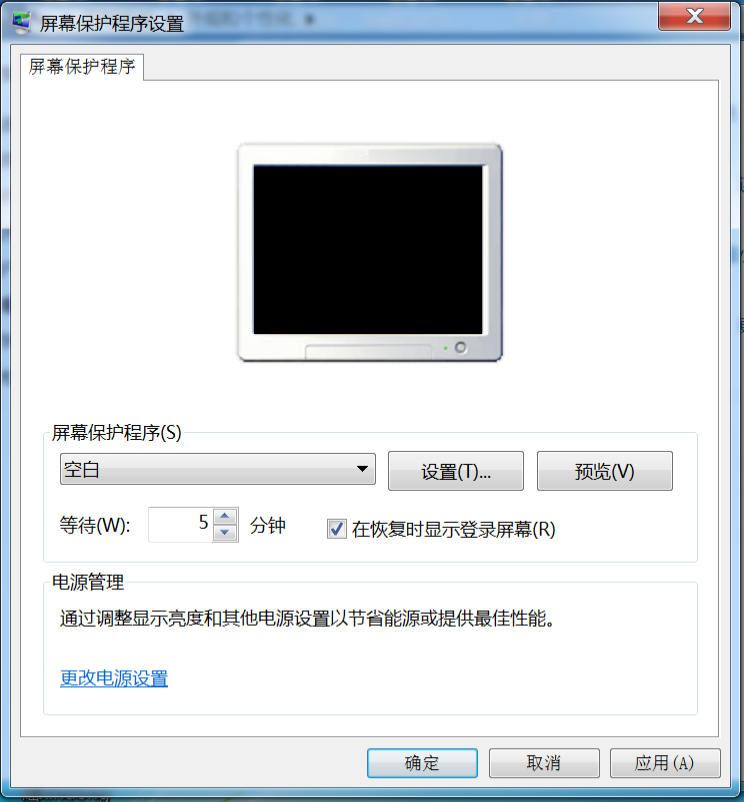 屏幕保护程序设置
屏幕保护程序
屏幕保护程序(S)
空白
设置(T)...
预览(V)
等待(W):
5
分钟
在恢复时显示登录屏幕(R)
电源管理
通过调整显示亮度和其他电源设置以节省能源或提供最佳性能。
更改电源设置
确定
取消
应用(A)